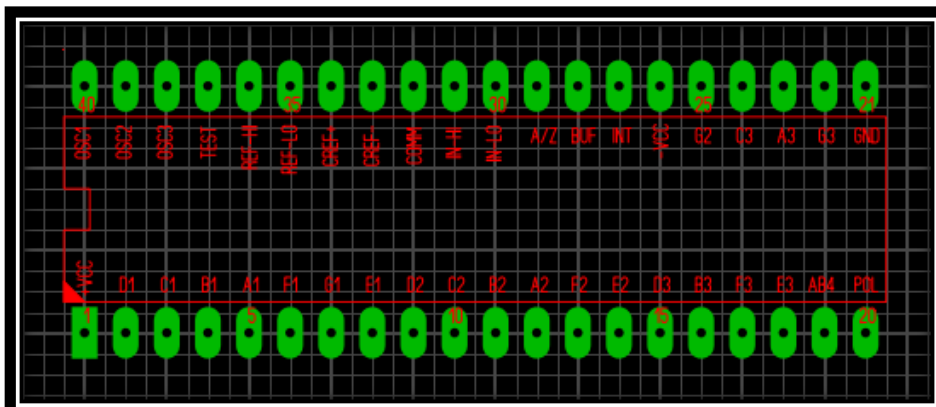 40 35 30 25 21
OSC1 OSC2 OSC3 TEST REF-HI REF-LO CREF+ CREF- COMM IN-HI IN-LO A/Z BUF INT -VCC G2 C3 A3 G3 GND
+VCC D1 C1 B1 A1 F1 G1 E1 D2 C2 B2 A2 F2 E2 D3 B3 F3 E3 AB4 POL
1 5 10 15 20